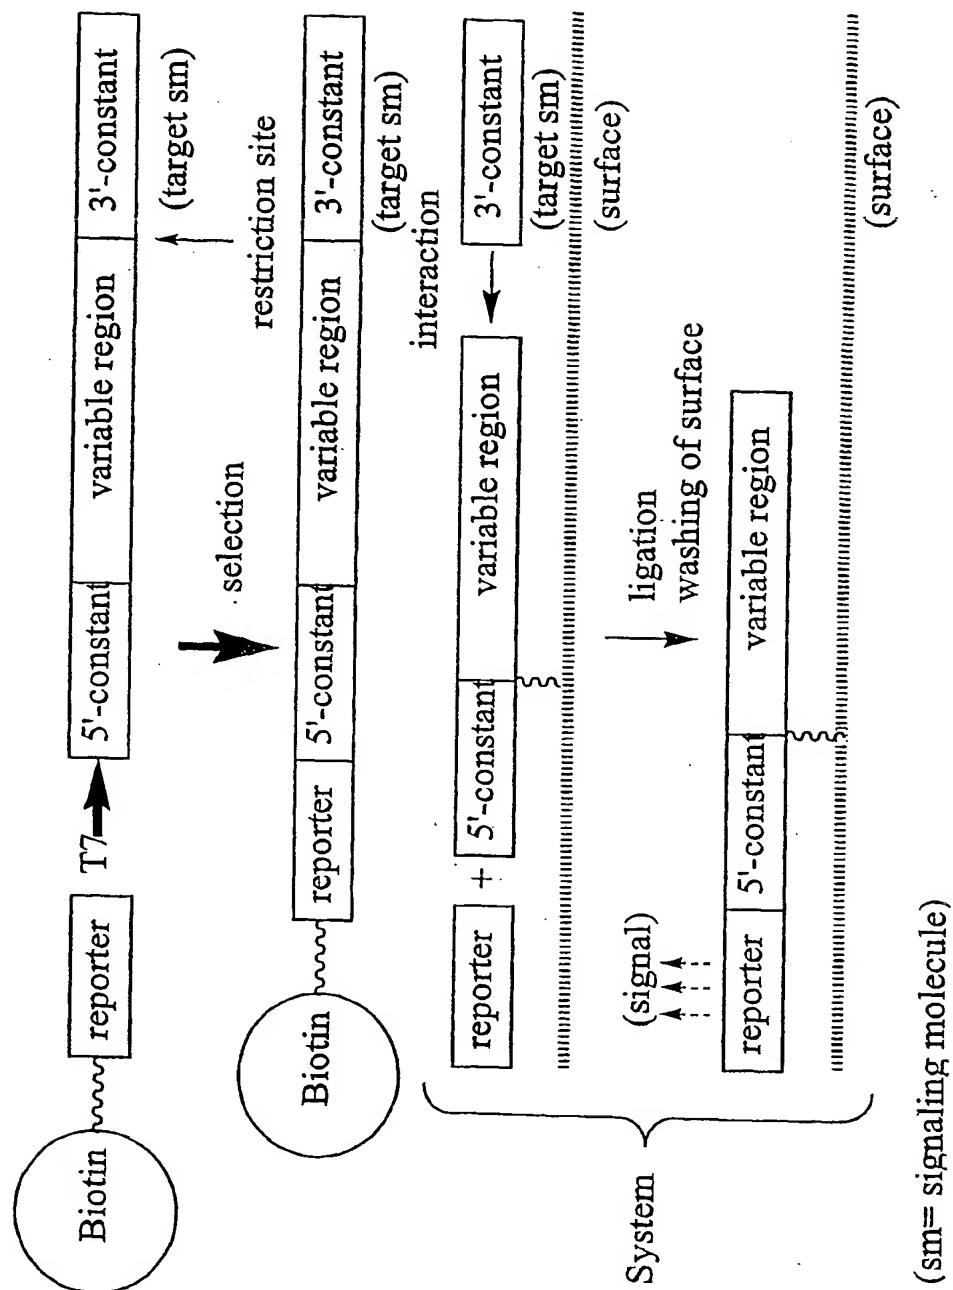 Biotin
reporter
T7
5'-constant
variable region
3'-constant
(target sm)
selection
restriction site
Biotin
reporter
5'-constant
variable region
3'-constant
(target sm)
interaction
reporter
+
5'-constant
variable region
3'-constant
(target sm)
(surface)
System
ligation
washing of surface
(signal)
reporter
5'-constant
variable region
(surface)
(sm= signaling molecule)